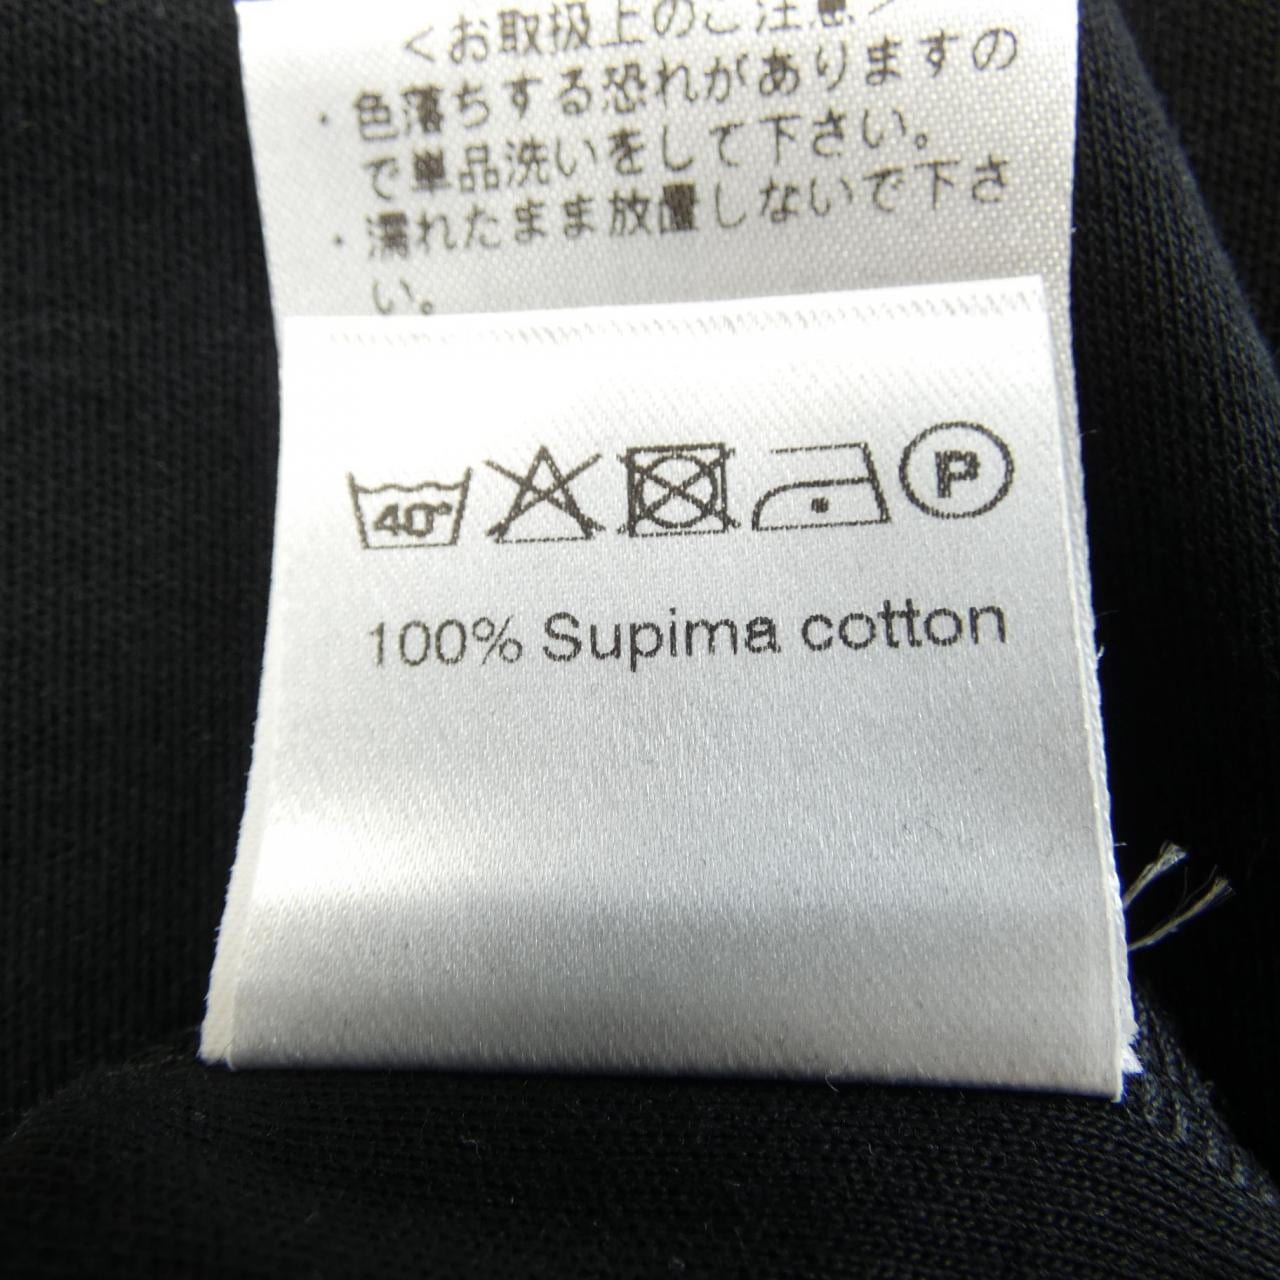 <お取扱上のご注意>
・色落ちする恐れがありますの
で単品洗いをして下さい。
・濡れたまま放置しないで下さ
い。
40°
P
100% Supima cotton